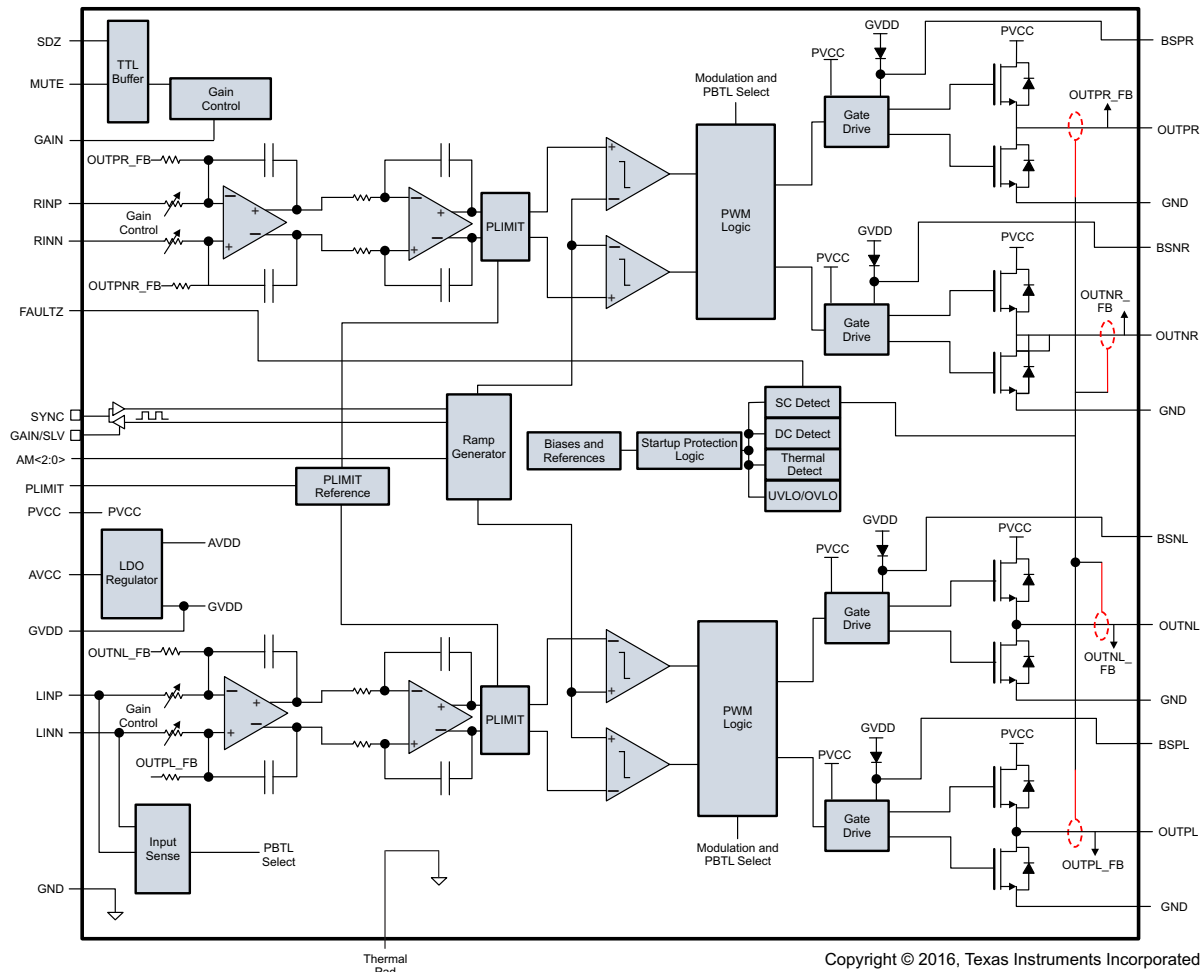 SDZ
MUTE
GAIN
TTL
Buffer
Gain
Control
OUTPR_FB
RINP
Gain
Control
RINN
OUTPNR_FB
FAULTZ
PLIMIT
Modulation and
PBTL Select
PWM
Logic
GVDD
PVCC
Gate
Drive
PVCC
BSPR
OUTPR_FB
OUTPR
GND
GVDD
PVCC
Gate
Drive
PVCC
BSNR
OUTNR_
FB
OUTNR
GND
SYNC
GAIN/SLV
AM<2:0>
PLIMIT
PLIMIT
Reference
Ramp
Generator
Biases and
References
Startup Protection
Logic
SC Detect
DC Detect
Thermal
Detect
UVLO/OVLO
PVCC
PVCC
AVCC
LDO
Regulator
AVDD
GVDD
GVDD
OUTNL_FB
LINP
Gain
Control
LINN
OUTPL_FB
PLIMIT
PWM
Logic
Modulation and
PBTL Select
Input
Sense
PBTL
Select
GND
GVDD
PVCC
Gate
Drive
PVCC
BSNL
OUTNL
OUTNL_
FB
GND
GVDD
PVCC
Gate
Drive
PVCC
BSPL
OUTPL
OUTPL_FB
GND
Thermal
Pad
Copyright © 2016, Texas Instruments Incorporated